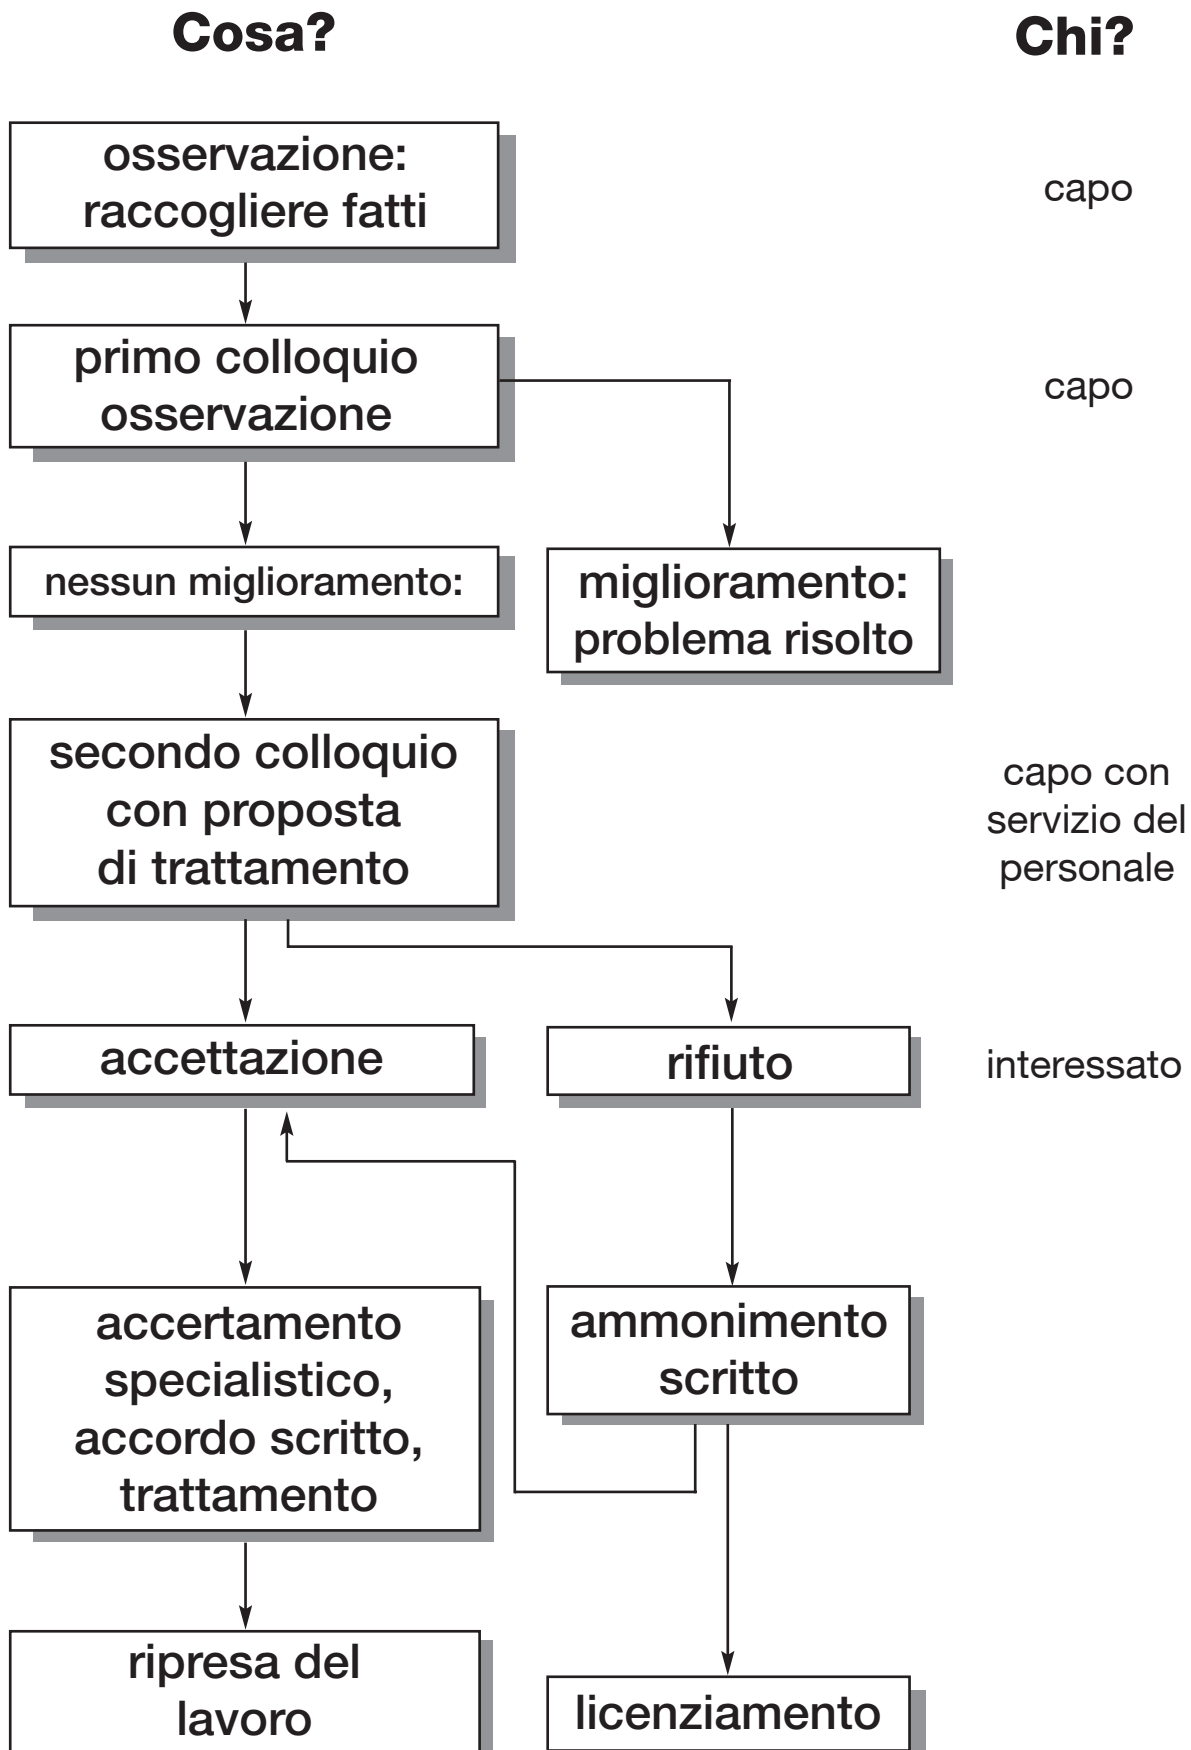 Cosa?
Chi?
osservazione:
raccogliere fatti
capo
primo colloquio
osservazione
capo
nessun miglioramento:
miglioramento:
problema risolto
secondo colloquio
con proposta
di trattamento
capo con
servizio del
personale
accettazione
rifiuto
interessato
accertamento
specialistico,
accordo scritto,
trattamento
ammonimento
scritto
ripresa del
lavoro
licenziamento